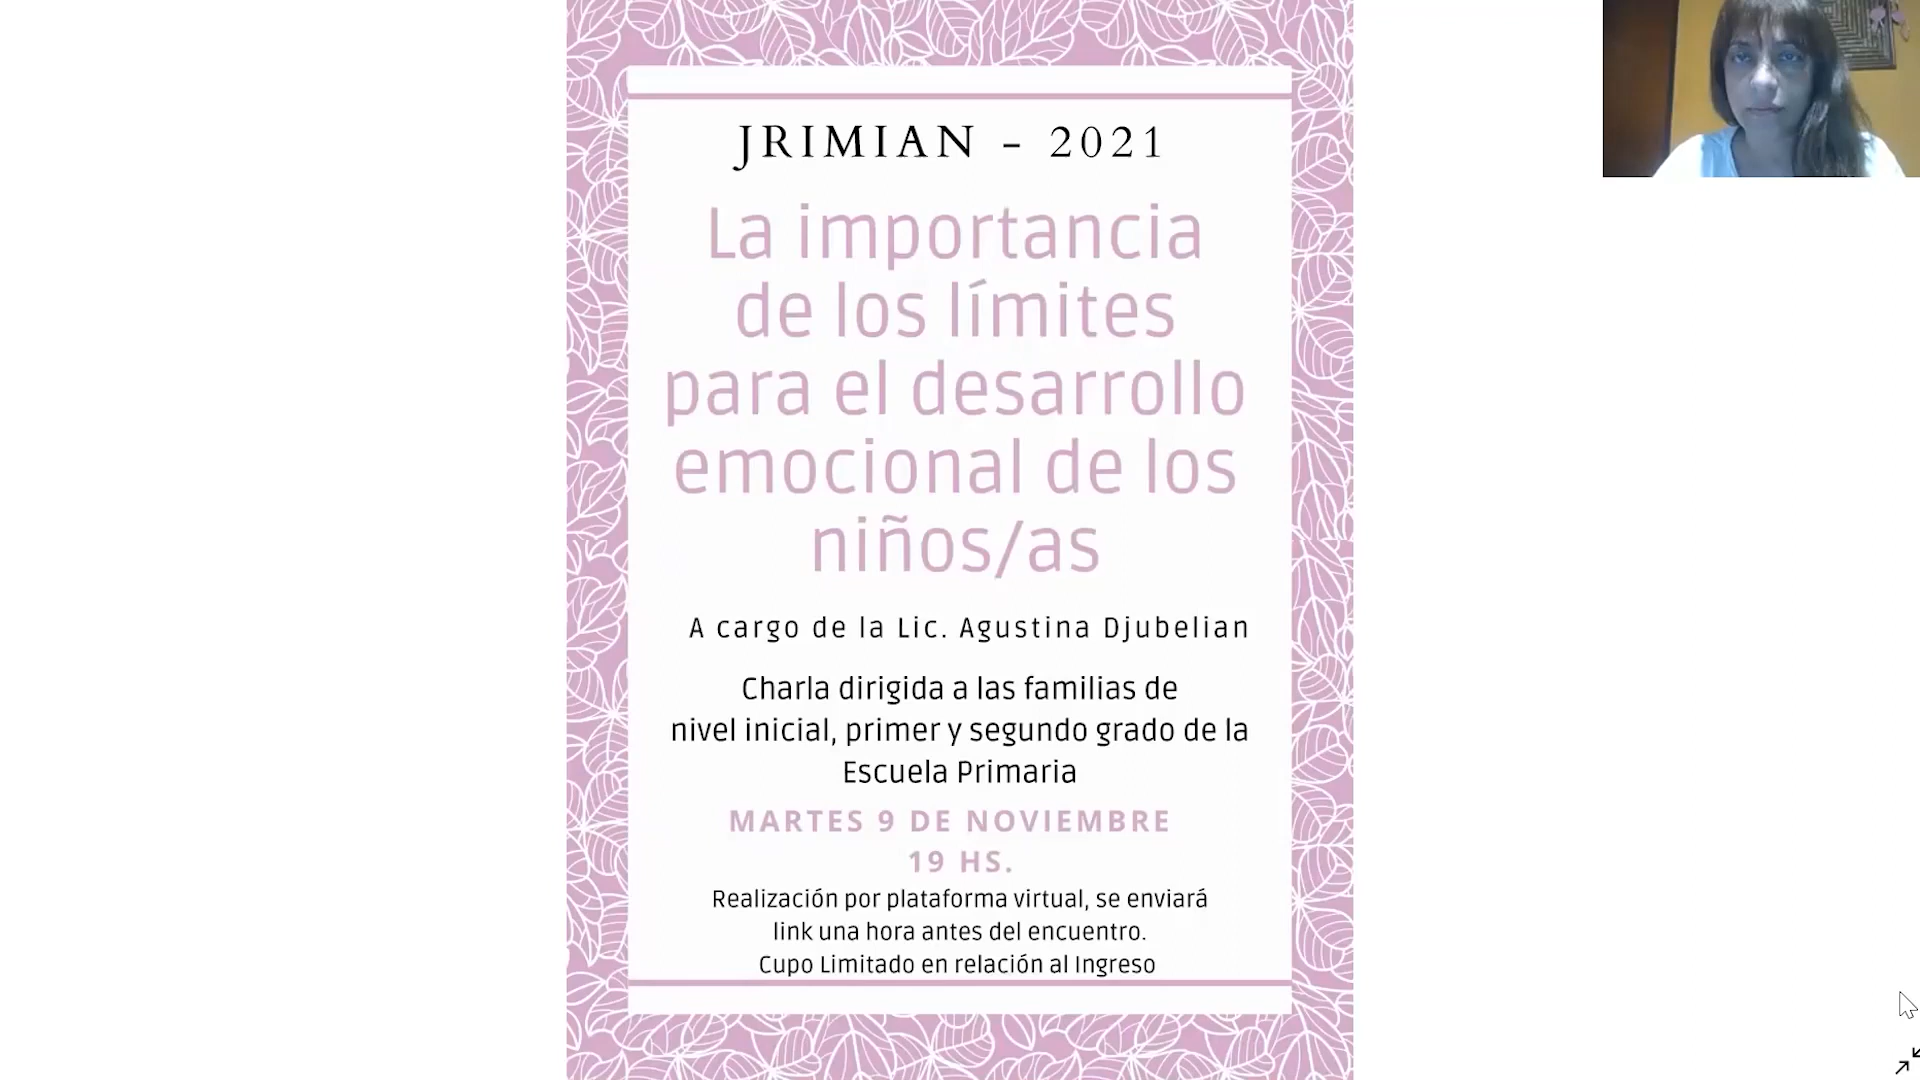 JRIMIAN - 2021
La importancia
de los límites
para el desarrollo
emocional de los
niños/as
A cargo de la Lic. Agustina Djubelian
Charla dirigida a las familias de
nivel inicial, primer y segundo grado de la
Escuela Primaria
MARTES 9 DE NOVIEMBRE
19 HS.
Realización por plataforma virtual, se enviará
link una hora antes del encuentro.
Cupo Limitado en relación al Ingreso